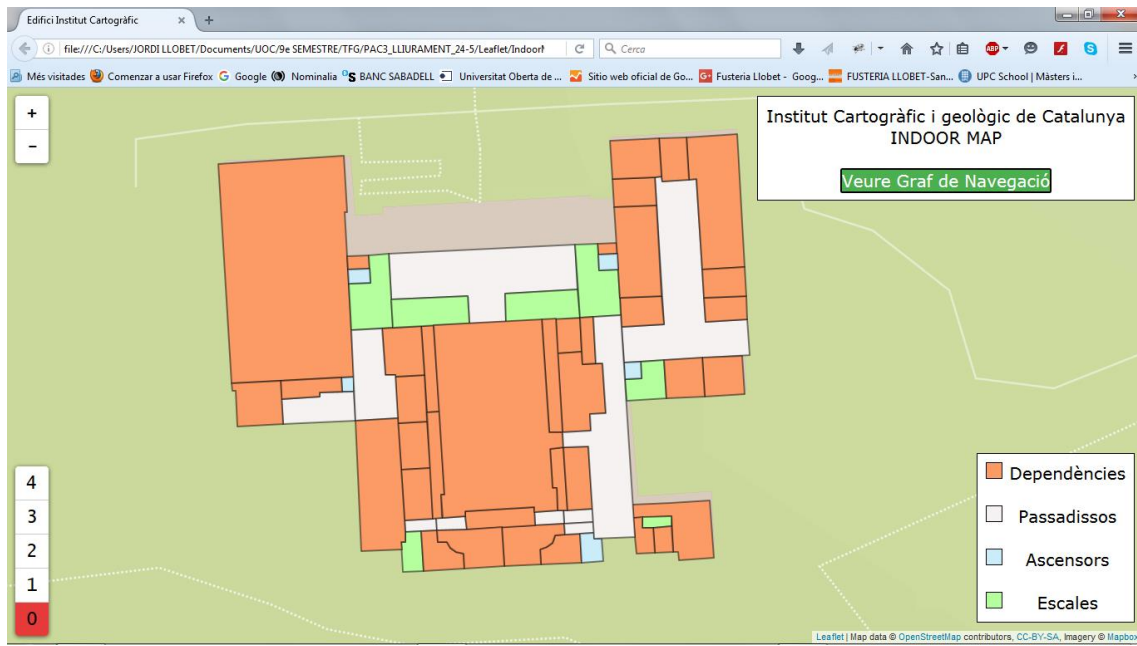 Edifici Institut Cartogràfic
file:///C:/Users/JORDI LLOBET/Documents/UOC/9e SEMESTRE/TFG/PAC3_LLIURAMENT_24-5/Leaflet/Indoor
Cerca
ABP
Més visitades Comenzar a usar Firefox Google Nominalia BANC SABADELL Universitat Oberta de ... Sitio web oficial de Go... Fusteria Llobet - Goog... FUSTERIA LLOBET-San... UPC School | Màsters i...
+
−
Institut Cartogràfic i geològic de Catalunya
INDOOR MAP
Veure Graf de Navegació
4
3
2
1
0
Dependències
Passadissos
Ascensors
Escales
Leaflet | Map data © OpenStreetMap contributors, CC-BY-SA, Imagery © Mapbox